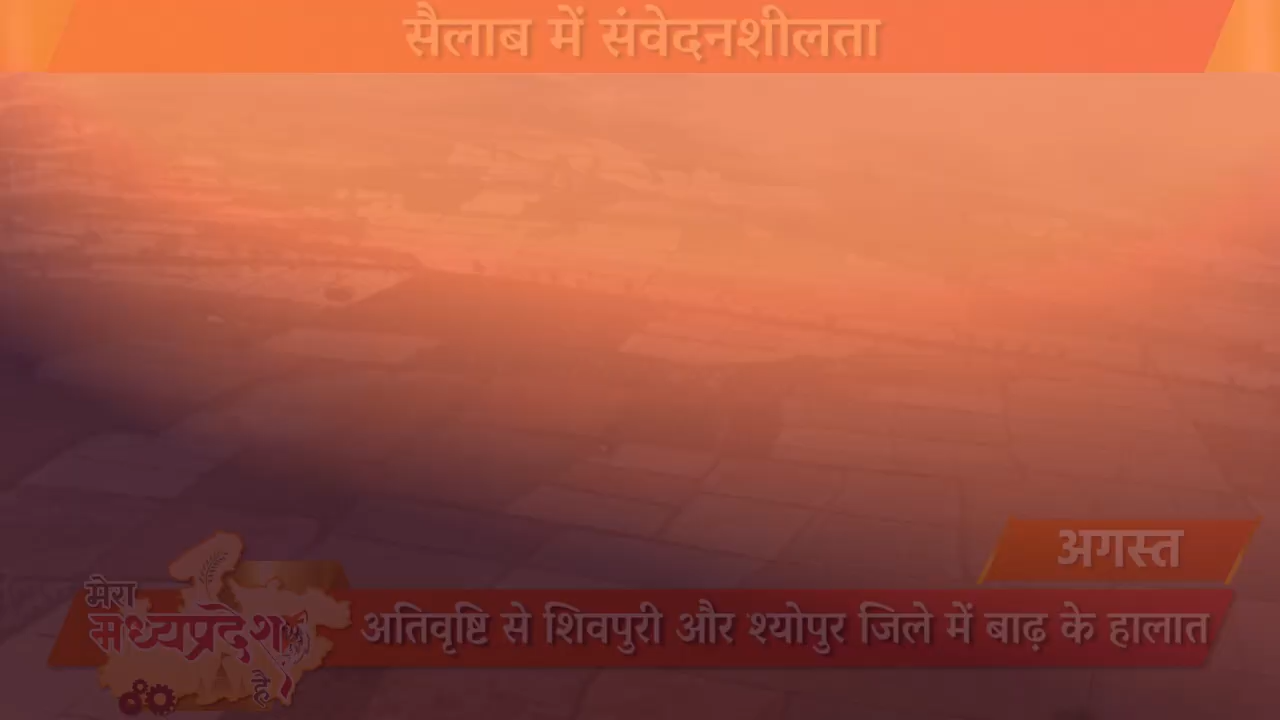 सैलाब में संवेदनशीलता
अगस्त
मेरा
मध्यप्रदेश
अतिवृष्टि से शिवपुरी और श्योपुर जिले में बाढ़ के हालात